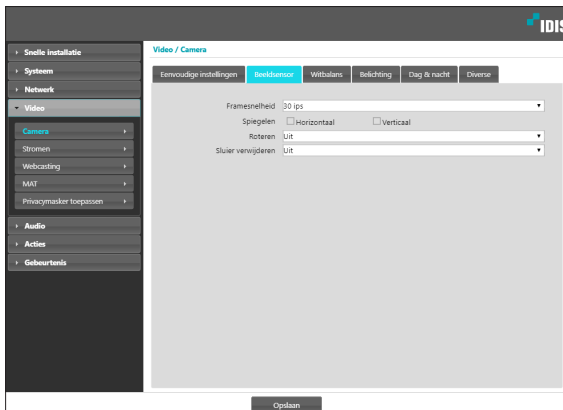 IDIS
Snelle installatie
Systeem
Netwerk
Video
Camera
Stromen
Webcasting
MAT
Privacymasker toepassen
Audio
Acties
Gebeurtenis
Video / Camera
Eenvoudige instellingen Beeldsensor Witbalans Belichting Dag & nacht Diverse
Framesnelheid 30 ips
Spiegelen Horizontaal Verticaal
Roteren Uit
Sluier verwijderen Uit
Opslaan